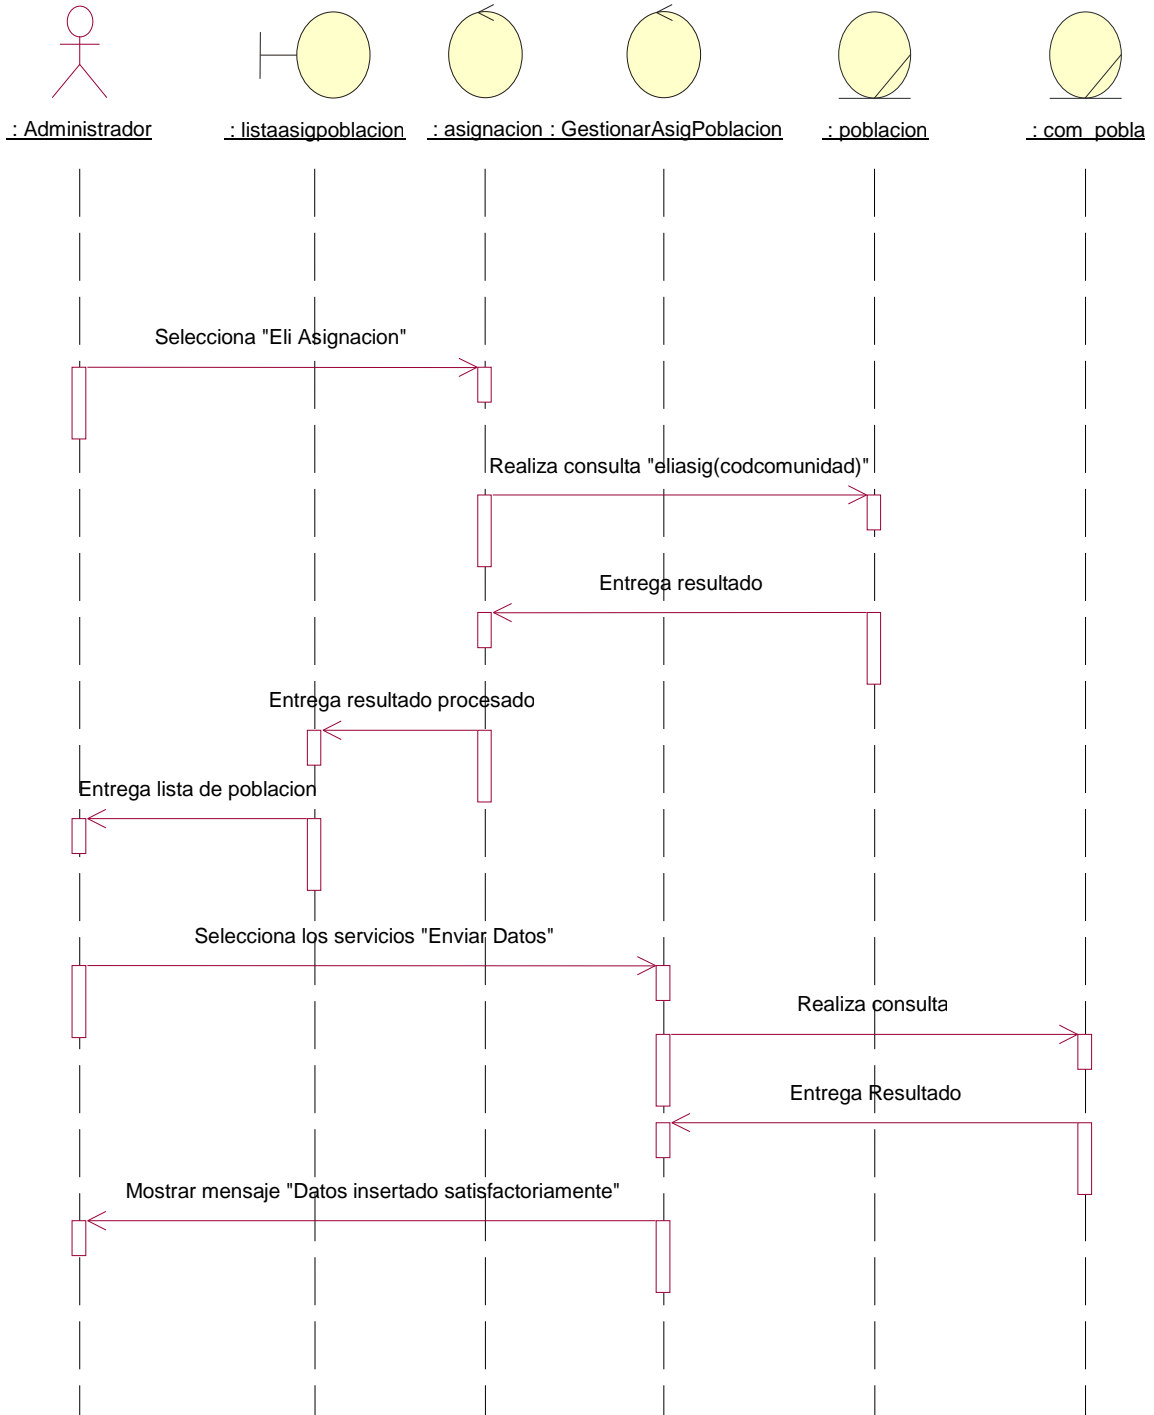 : Administrador
: listaasigpoblacion
: asignacion
: GestionarAsigPoblacion
: poblacion
: com_pobla
Selecciona "Eli Asignacion"
Realiza consulta "eliasig(codcomunidad)"
Entrega resultado
Entrega resultado procesado
Entrega lista de poblacion
Selecciona los servicios "Enviar Datos"
Realiza consulta
Entrega Resultado
Mostrar mensaje "Datos insertado satisfactoriamente"